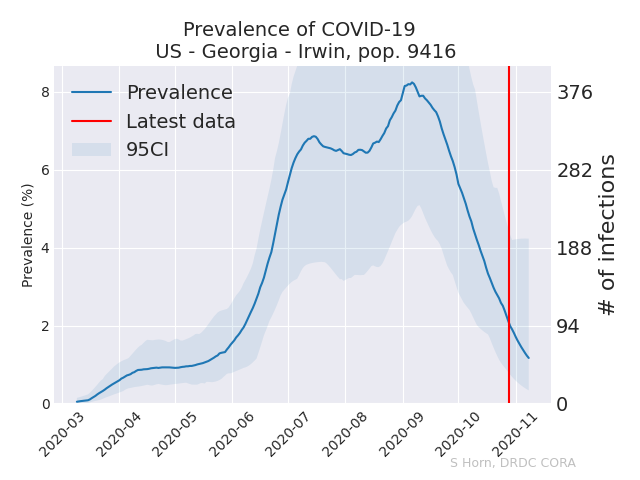 Prevalence of COVID-19
US - Georgia - Irwin, pop. 9416
Prevalence
Latest data
95CI
Prevalence (%)
8
6
4
2
0
376
282
188
94
0
# of infections
2020-03
2020-04
2020-05
2020-06
2020-07
2020-08
2020-09
2020-10
2020-11
S Horn, DRDC CORA